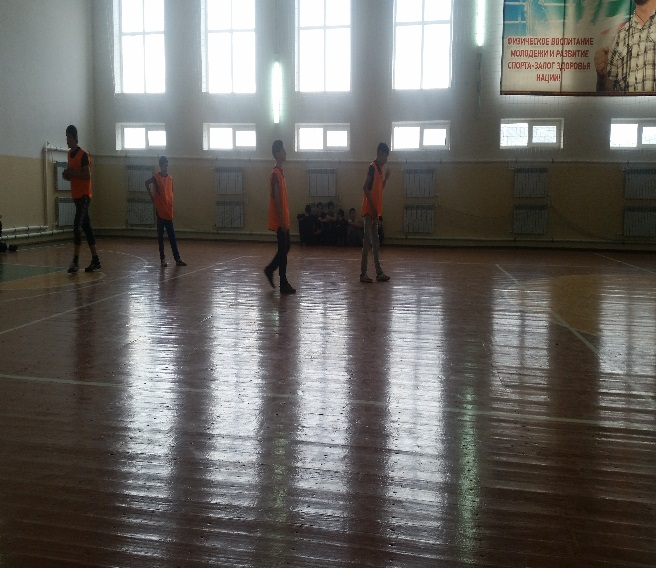 ФИЗИЧЕСКОЕ ВОСПИТАНИЕ
МОЛОДЕЖИ И РАЗВИТИЕ
СПОРТА-ЗАЛОГ ЗДОРОВЬЯ
НАЦИИ!